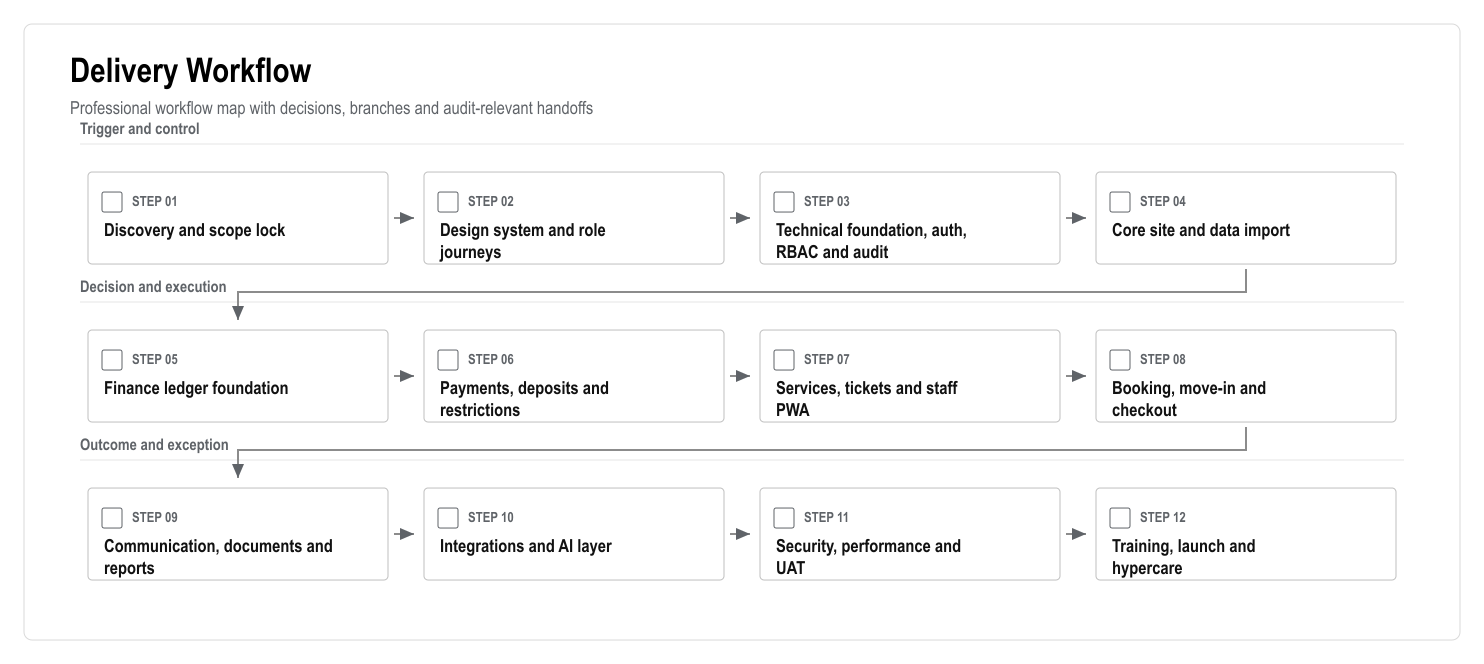 Delivery Workflow
Professional workflow map with decisions, branches and audit-relevant handoffs
Trigger and control
STEP 01
Discovery and scope lock
STEP 02
Design system and role
journeys
STEP 03
Technical foundation, auth,
RBAC and audit
STEP 04
Core site and data import
Decision and execution
STEP 05
Finance ledger foundation
STEP 06
Payments, deposits and
restrictions
STEP 07
Services, tickets and staff
PWA
STEP 08
Booking, move-in and
checkout
Outcome and exception
STEP 09
Communication, documents and
reports
STEP 10
Integrations and AI layer
STEP 11
Security, performance and
UAT
STEP 12
Training, launch and
hypercare